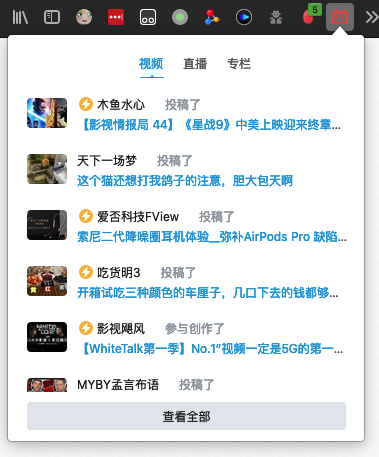 5
视频 直播 专栏
木鱼水心 投稿了
【影视情报局 44】《星战9》中美上映迎来终章...
天下一场梦 投稿了
这个猫还想打我鸽子的注意，胆大包天啊
爱否科技FView 投稿了
索尼二代降噪圈耳机体验__弥补AirPods Pro 缺陷...
吃货明3 投稿了
开箱试吃三种颜色的车厘子，几口下去的钱都够...
影视飓风 参与创作了
【WhiteTalk第一季】No.1“视频一定是5G的第一...
MYBY孟言布语 投稿了
查看全部